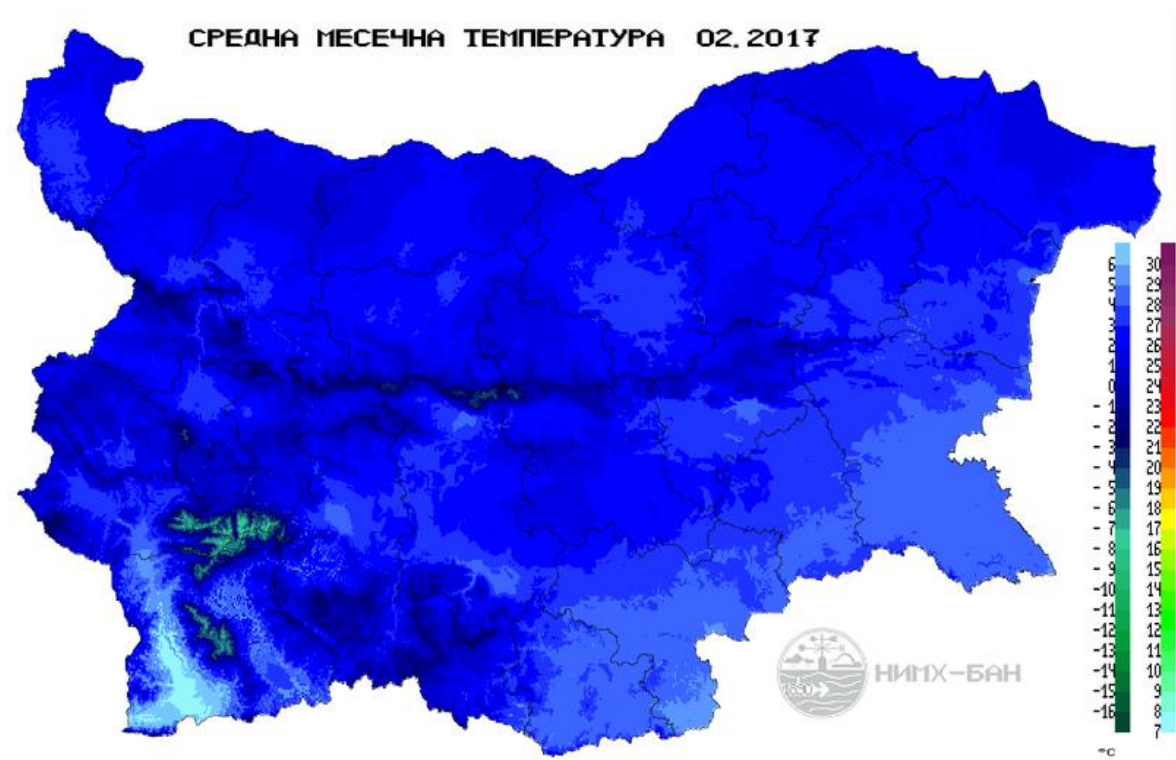 СРЕДНА МЕСЕЧНА ТЕМПЕРАТУРА 02.2017
6 30
5 29
4 28
3 27
2 26
1 25
0 24
- 1 23
- 2 22
- 3 21
- 4 20
- 5 19
- 6 18
- 7 17
- 8 16
- 9 15
-10 14
-11 13
-12 12
-13 11
-14 10
-15 9
-16 8
7
°C
1890
НИМХ-БАН